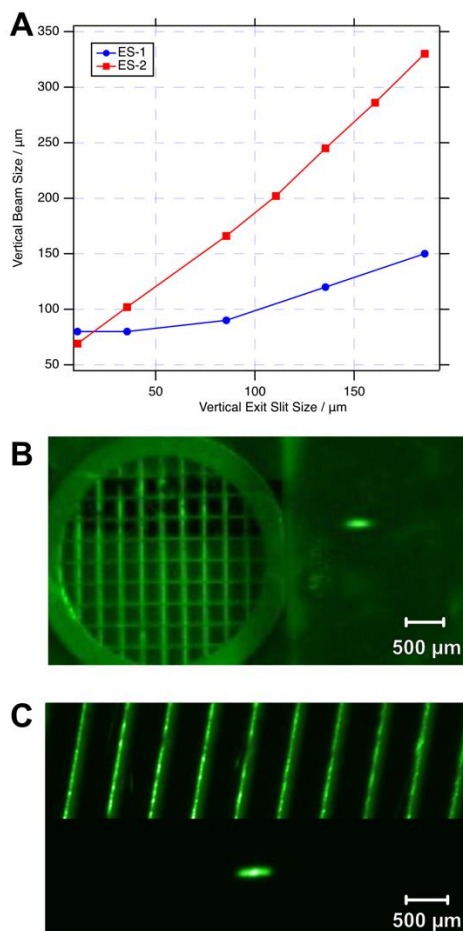 A
350
300
250
200
150
100
50
Vertical Beam Size / µm
ES-1
ES-2
50
100
150
Vertical Exit Slit Size / µm
B
500 µm
C
500 µm